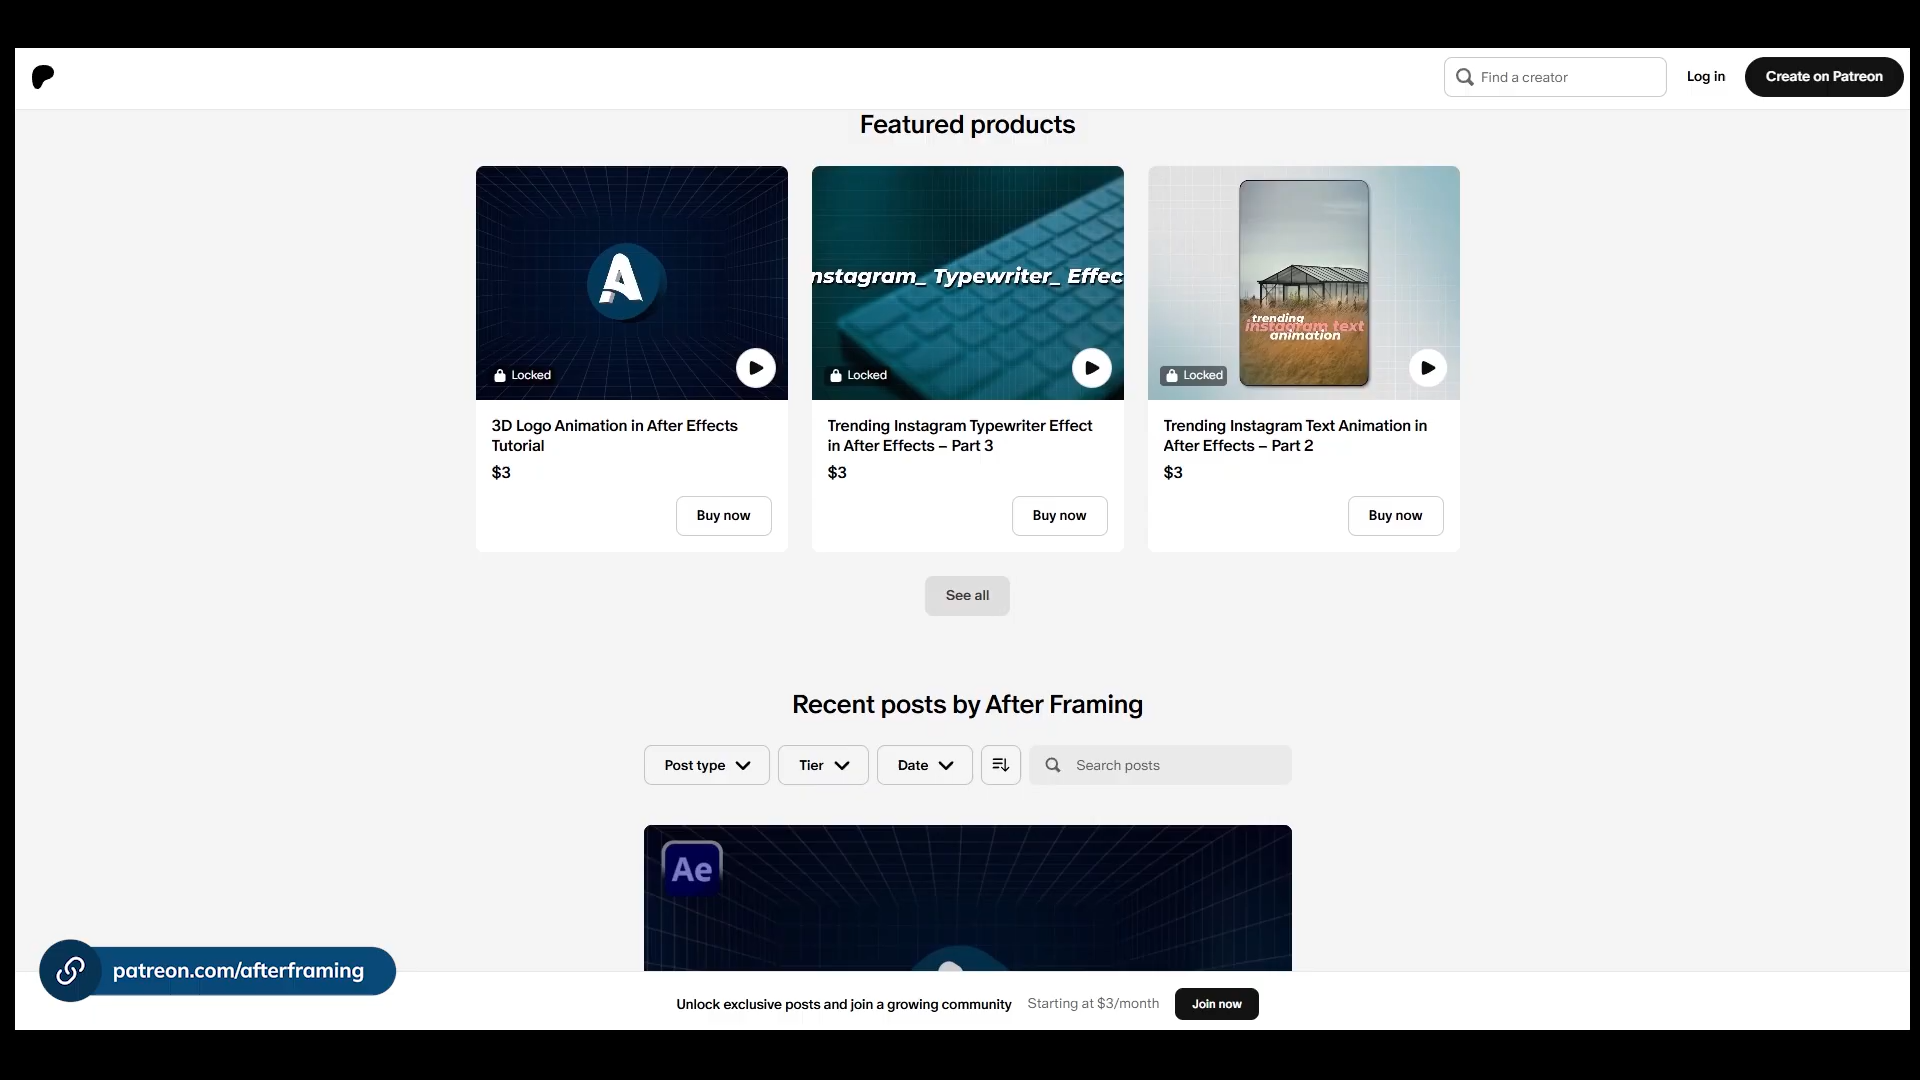 Find a creator
Log in
Create on Patreon
Featured products
nstagram_ Typewriter_ Effec
trending
instagram text
animation
Locked
Locked
Locked
3D Logo Animation in After Effects
Tutorial
$3
Buy now
Trending Instagram Typewriter Effect
in After Effects – Part 3
$3
Buy now
Trending Instagram Text Animation in
After Effects – Part 2
$3
Buy now
See all
Recent posts by After Framing
Post type
Tier
Date
Search posts
Ae
patreon.com/afterframing
Unlock exclusive posts and join a growing community
Starting at $3/month
Join now